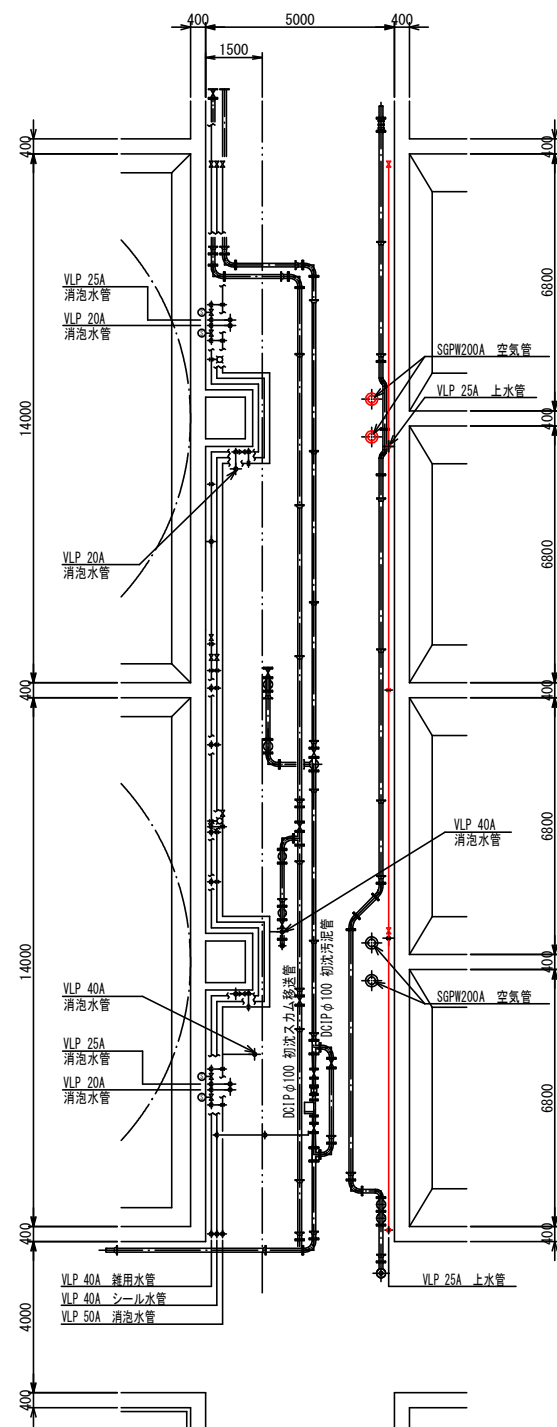 400
5000
400
1500
400
400
VLP 25A
消泡水管
VLP 20A
消泡水管
6800
SGPW200A 空気管
VLP 25A 上水管
14000
400
VLP 20A
消泡水管
6800
400
400
6800
VLP 40A
消泡水管
14000
400
VLP 40A
消泡水管
SGPW200A 空気管
DCIPφ100 初沈スカム移送管
DCIPφ100 初沈汚泥管
VLP 25A
消泡水管
VLP 20A
消泡水管
6800
400
400
VLP 40A 雑用水管
VLP 25A 上水管
VLP 40A シール水管
VLP 50A 消泡水管
4000
400